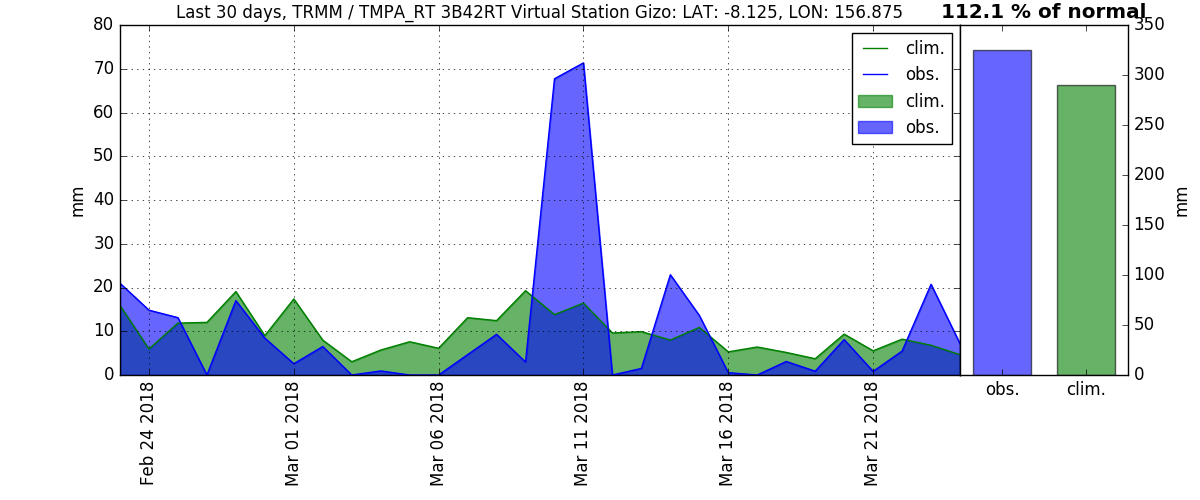 Last 30 days, TRMM / TMPA_RT 3B42RT Virtual Station Gizo: LAT: -8.125, LON: 156.875
112.1 % of normal
80
70
60
50
40
30
20
10
0
mm
clim.
obs.
clim.
obs.
350
300
250
200
150
100
50
0
mm
Feb 24 2018
Mar 01 2018
Mar 06 2018
Mar 11 2018
Mar 16 2018
Mar 21 2018
obs.
clim.